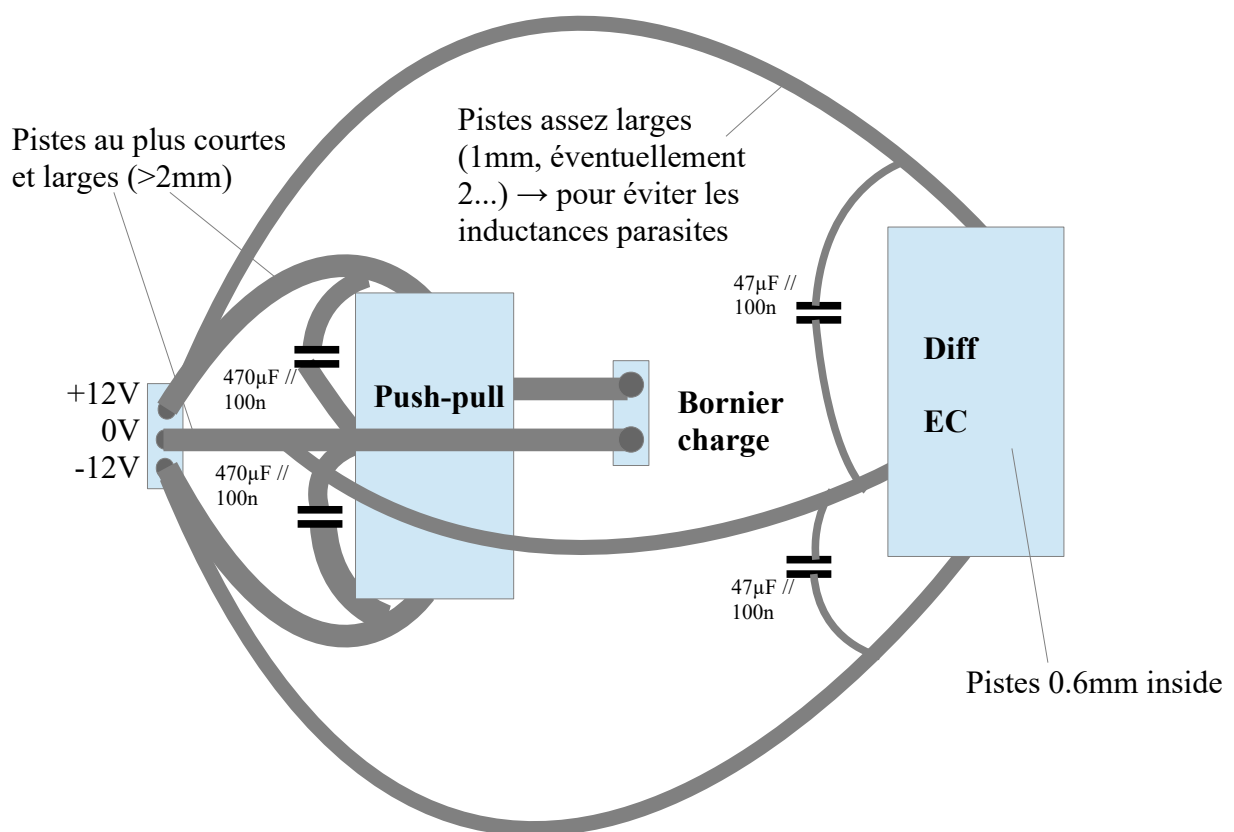 Pistes au plus courtes
et larges (>2mm)
Pistes assez larges
(1mm, éventuellement
2...) → pour éviter les
inductances parasites
+12V
0V
-12V
470µF //
100n
470µF //
100n
Push-pull
Bornier
charge
47µF //
100n
47µF //
100n
Diff
EC
Pistes 0.6mm inside